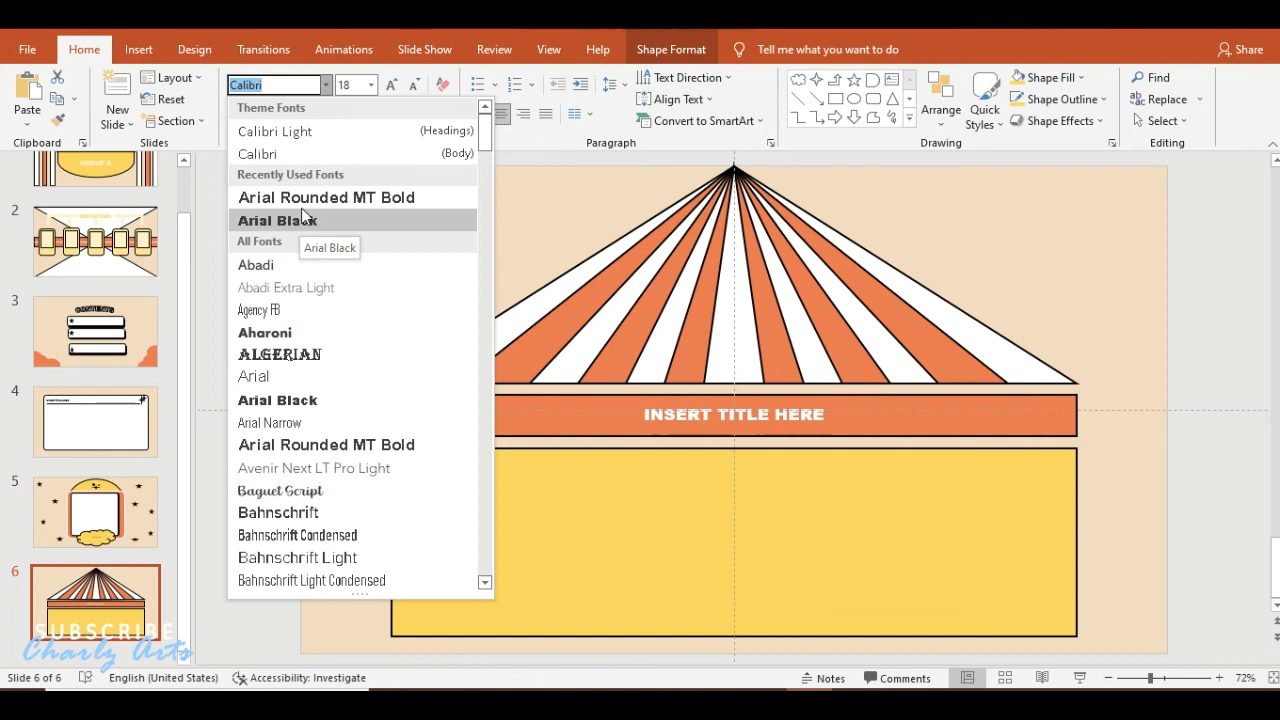 File Home Insert Design Transitions Animations Slide Show Review View Help Shape Format Tell me what you want to do Share
Paste
Clipboard
New
Slide
Layout
Reset
Section
Slides
Calibri 18
Theme Fonts
Calibri Light (Headings)
Calibri (Body)
Recently Used Fonts
Arial Rounded MT Bold
Arial Black
Arial Black
All Fonts
Abadi
Abadi Extra Light
Agency FB
Aharoni
ALGERIAN
Arial
Arial Black
Arial Narrow
Arial Rounded MT Bold
Avenir Next LT Pro Light
Baguet Script
Bahnschrift
Bahnschrift Condensed
Bahnschrift Light
Bahnschrift Light Condensed
Text Direction
Align Text
Convert to SmartArt
Paragraph
Arrange
Quick
Styles
Shape Fill
Shape Outline
Shape Effects
Drawing
Find
Replace
Select
Editing
2
3
CONTENTS
4
5
6
INSERT TITLE HERE
SUBSCRIBE
Charly Arts
Slide 6 of 6 English (United States) Accessibility: Investigate Notes Comments 72%